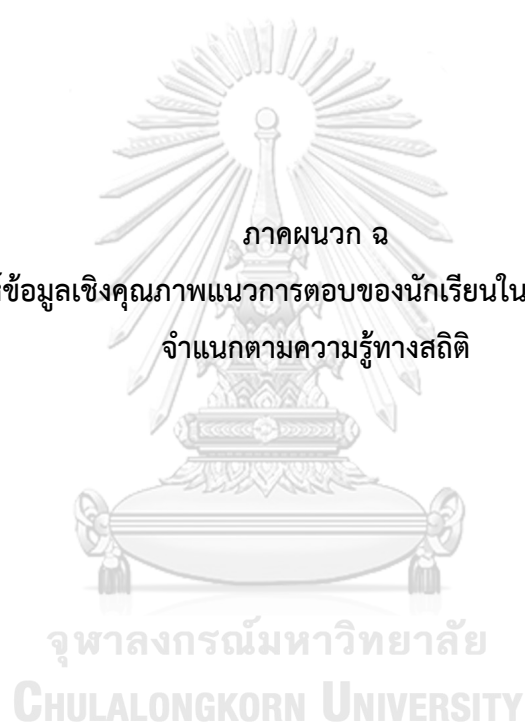 ภาคผนวก ฉ
ข้อมูลเชิงคุณภาพแนวการตอบของนักเรียนใน
จำแนกตามความรู้ทางสถิติ
จุฬาลงกรณ์มหาวิทยาลัย
CHULALONGKORN UNIVERSITY